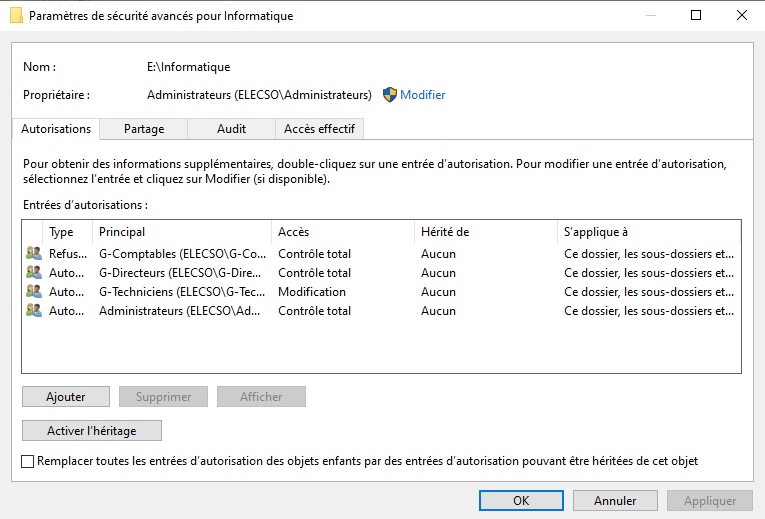 Paramètres de sécurité avancés pour Informatique
Nom : E:\Informatique
Propriétaire : Administrateurs (ELECSO\Administrateurs) Modifier
Autorisations Partage Audit Accès effectif
Pour obtenir des informations supplémentaires, double-cliquez sur une entrée d’autorisation. Pour modifier une entrée d’autorisation,
sélectionnez l’entrée et cliquez sur Modifier (si disponible).
Entrées d’autorisations :
Type Principal Accès Hérité de S’applique à
Refus... G-Comptables (ELECSO\G-Co... Contrôle total Aucun Ce dossier, les sous-dossiers et...
Auto... G-Directeurs (ELECSO\G-Dire... Contrôle total Aucun Ce dossier, les sous-dossiers et...
Auto... G-Techniciens (ELECSO\G-Tec... Modification Aucun Ce dossier, les sous-dossiers et...
Auto... Administrateurs (ELECSO\Ad... Contrôle total Aucun Ce dossier, les sous-dossiers et...
Ajouter Supprimer Afficher
Activer l’héritage
Remplacer toutes les entrées d’autorisation des objets enfants par des entrées d’autorisation pouvant être héritées de cet objet
OK Annuler Appliquer